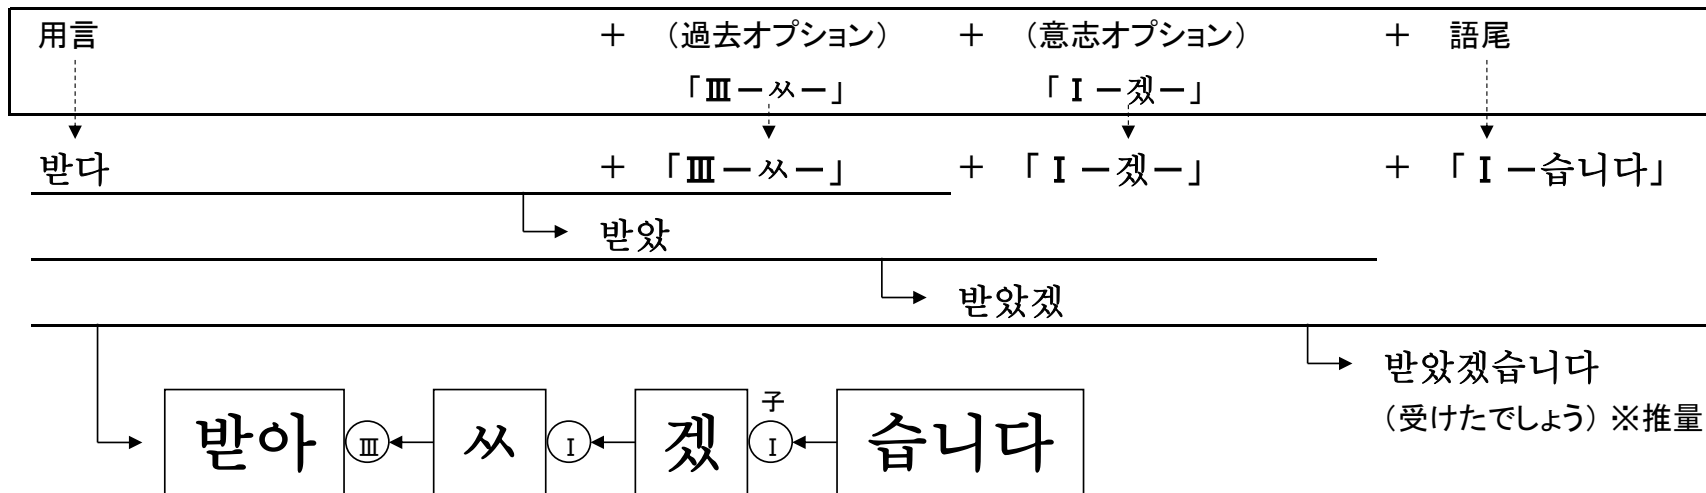 用言 + (過去オプション) + (意志オプション) + 語尾
「Ⅲ-ㅆ-」 「Ⅰ-겠-」
받다 + 「Ⅲ-ㅆ-」 + 「Ⅰ-겠-」 + 「Ⅰ-습니다」
받았
받았겠
받았겠습니다
(受けたでしょう) ※推量
子
받아 Ⅲ ㅆ Ⅰ 겠 Ⅰ 습니다